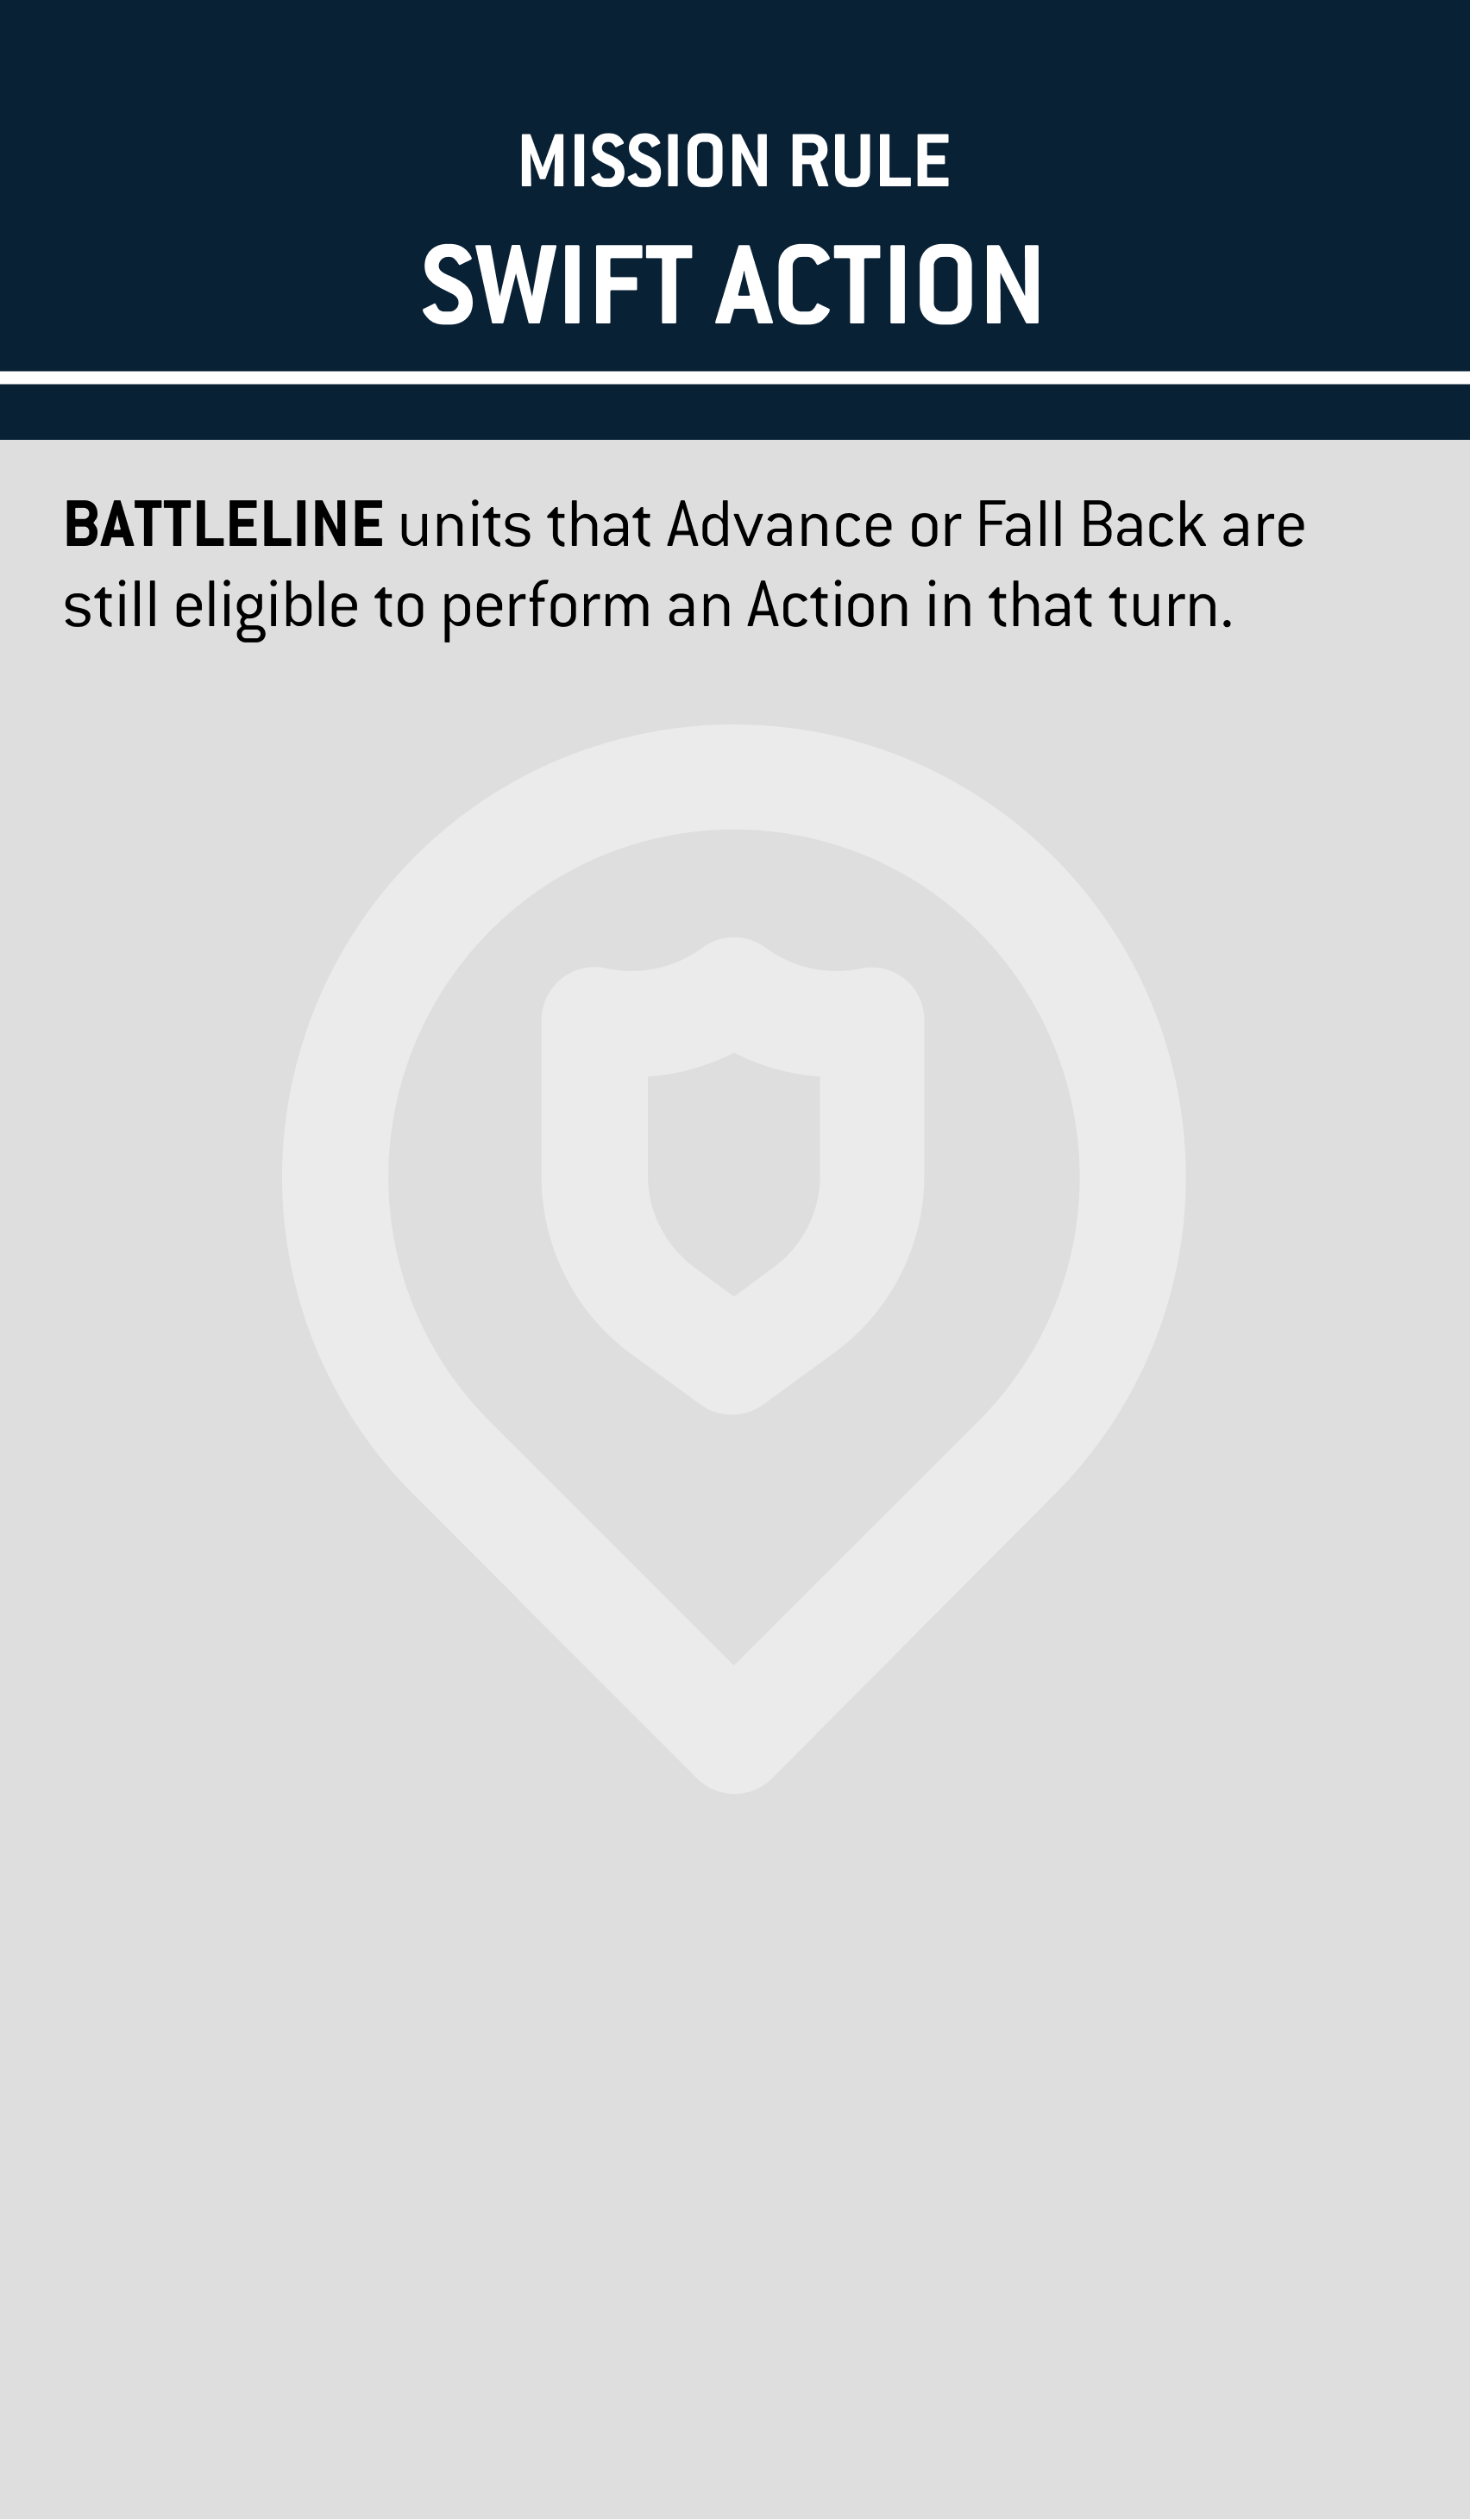 MISSION RULE
SWIFT ACTION
BATTLELINE units that Advance or Fall Back are
still eligible to perform an Action in that turn.